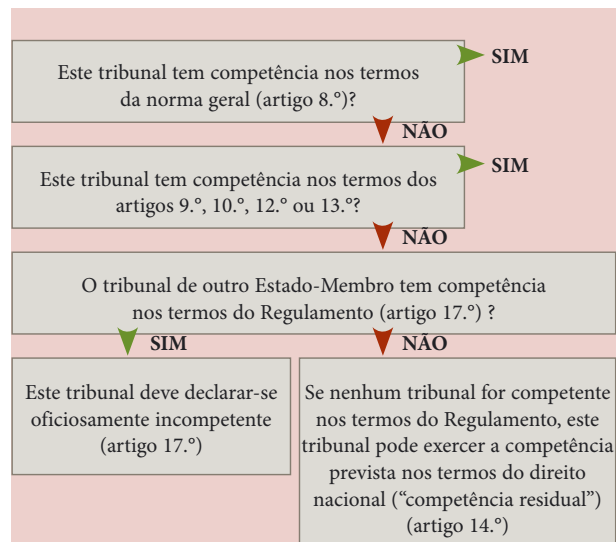 Este tribunal tem competência nos termos
da norma geral (artigo 8.°)?
SIM
NÃO
Este tribunal tem competência nos termos dos
artigos 9.°, 10.°, 12.° ou 13.°?
SIM
NÃO
O tribunal de outro Estado-Membro tem competência
nos termos do Regulamento (artigo 17.°) ?
SIM
NÃO
Este tribunal deve declarar-se
oficiosamente incompetente
(artigo 17.°)
Se nenhum tribunal for competente
nos termos do Regulamento, este
tribunal pode exercer a competência
prevista nos termos do direito
nacional (“competência residual”)
(artigo 14.°)